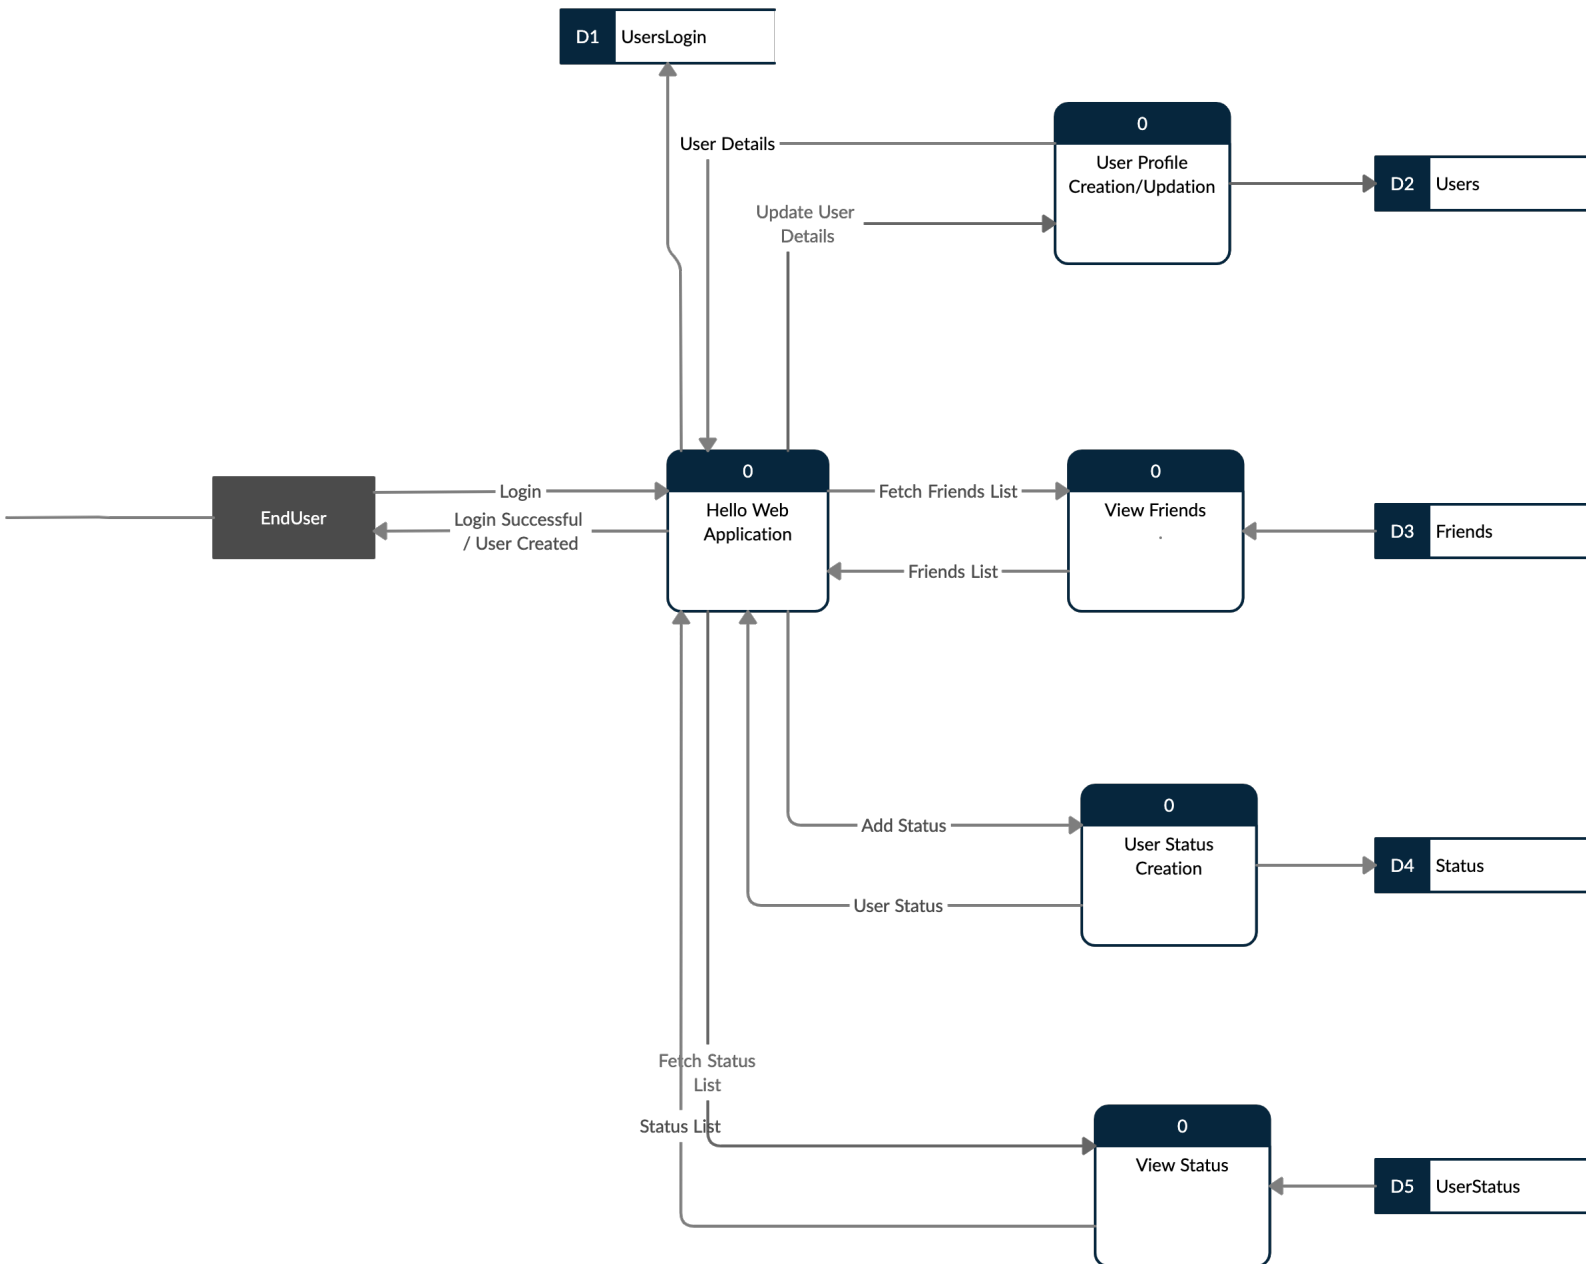 D1 UsersLogin
0
User Details
User Profile
Creation/Updation
D2 Users
Update User
Details
0
Hello Web
Application
EndUser
Login
Login Successful
/ User Created
Fetch Friends List
Friends List
0
View Friends
.
D3 Friends
0
User Status
Creation
Add Status
User Status
D4 Status
Fetch Status
List
Status List
0
View Status
D5 UserStatus